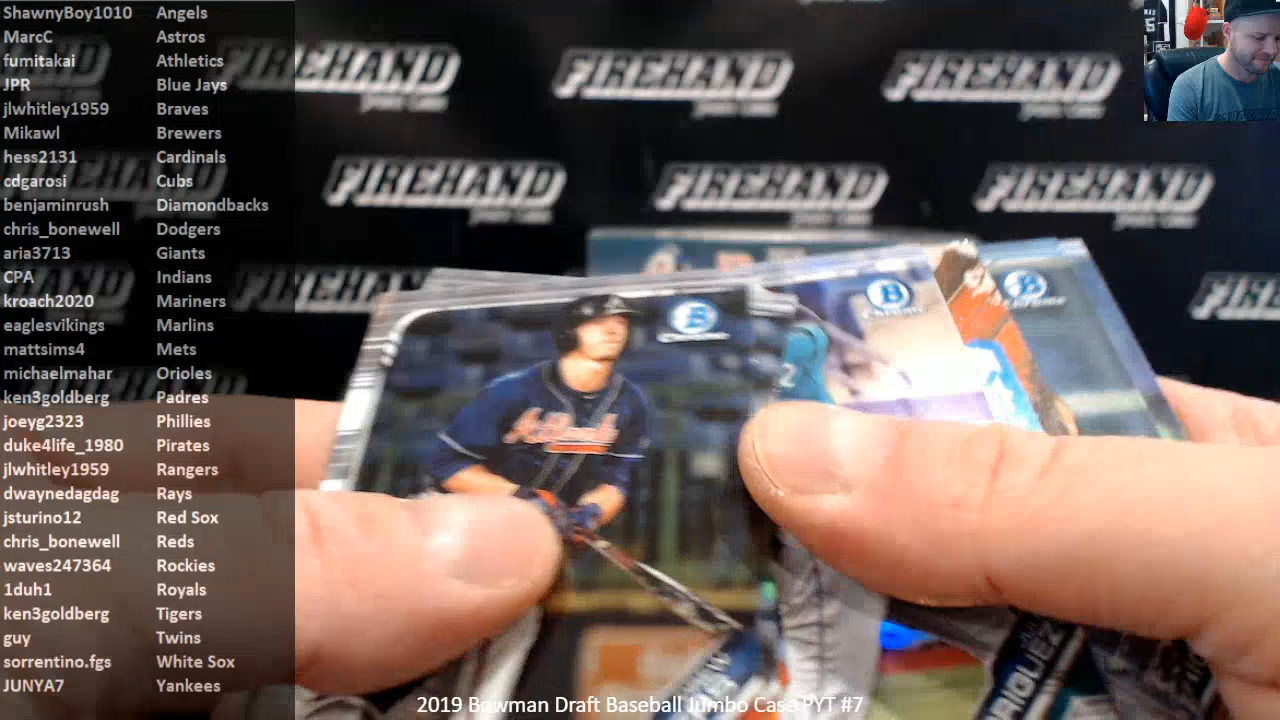 ShawnyBoy1010 Angels
MarcC Astros
fumitakai Athletics
JPR Blue Jays
jlwhitley1959 Braves
Mikawl Brewers
hess2131 Cardinals
cdgarosi Cubs
benjaminrush Diamondbacks
chris_bonewell Dodgers
aria3713 Giants
CPA Indians
kroach2020 Mariners
eaglesvikings Marlins
mattsims4 Mets
michaelmahar Orioles
ken3goldberg Padres
joeyg2323 Phillies
duke4life_1980 Pirates
jlwhitley1959 Rangers
dwaynedagdag Rays
jsturino12 Red Sox
chris_bonewell Reds
waves247364 Rockies
1duh1 Royals
ken3goldberg Tigers
guy Twins
sorrentino.fgs White Sox
JUNYA7 Yankees
FIREHAND
FIREHAND
FIREHAND
FIREHAND
FIREHAND
FIREHAND
B
B
B
2019 Bowman Draft Baseball Jumbo Case PYT #7